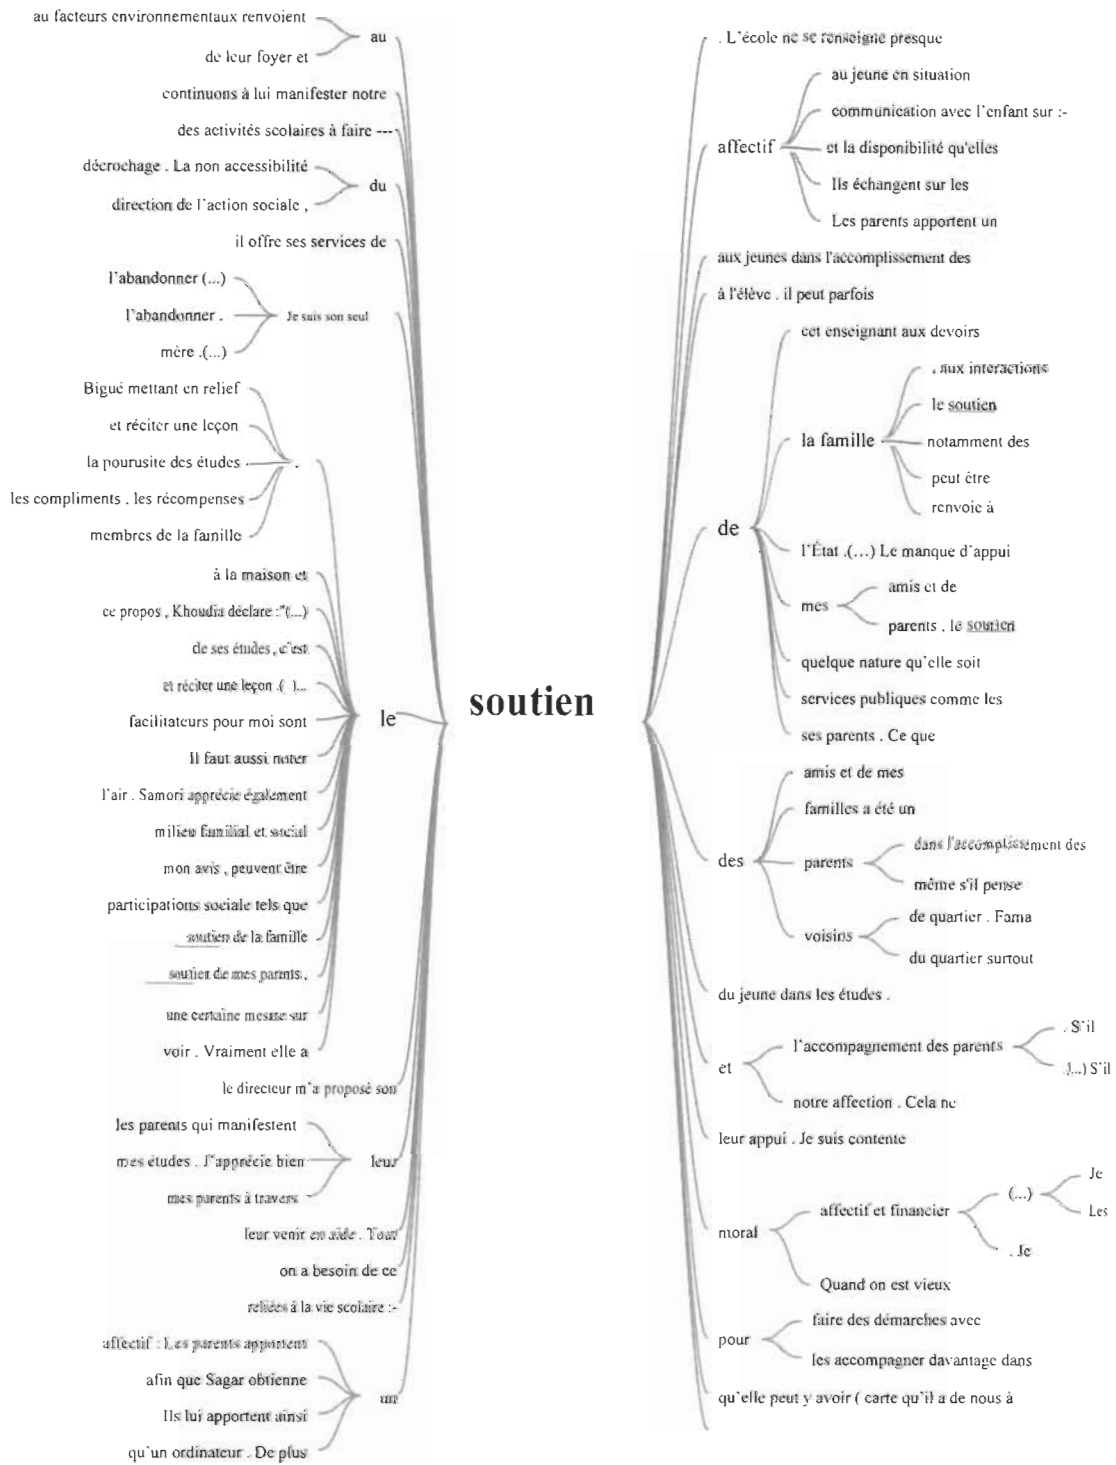 au facteurs environnementaux renvoient
de leur foyer et
au
continuons à lui manifester notre
des activités scolaires à faire ---
décrochage . La non accessibilité
direction de l'action sociale ,
du
il offre ses services de
l'abandonner (...)
l'abandonner .
mère .(...)
Je suis son seul
Bigué mettant en relief
et réciter une leçon
la pourusite des études
les compliments . les récompenses
membres de la famille
.
à la maison et
ce propos , Khoudia déclare :"(...)
de ses études , c'est
et réciter une leçon .( )...
facilitateurs pour moi sont
Il faut aussi noter
l'air . Samori apprécie également
milieu familial et social
mon avis , peuvent être
participations sociale tels que
soutien de la famille
soutien de mes parents ,
une certaine mesme sur
voir . Vraiment elle a
le
le directeur m'a proposé son
les parents qui manifestent
mes études . J'apprécie bien
mes parents à travers
leur
leur venir en aide . Tout
on a besoin de ce
reliées à la vie scolaire :-
affectif : Les parents apportent
afin que Sagar obtienne
Ils lui apportent ainsi
qu'un ordinateur . De plus
un
soutien
. L'école ne se renseigne presque
affectif
au jeune en situation
communication avec l'enfant sur :-
et la disponibilité qu'elles
Ils échangent sur les
Les parents apportent un
aux jeunes dans l'accomplissement des
à l'élève . il peut parfois
de
cet enseignant aux devoirs
la famille
, aux interactions
le soutien
notamment des
peut être
renvoie à
l'État .(...) Le manque d'appui
mes
amis et de
parents , le soutien
quelque nature qu'elle soit
services publiques comme les
ses parents . Ce que
des
amis et de mes
familles a été un
parents
dans l'accomplissement des
même s'il pense
voisins
de quartier . Fama
du quartier surtout
du jeune dans les études .
et
l'accompagnement des parents
. S'il
.(...) S'il
notre affection . Cela ne
leur appui . Je suis contente
moral
affectif et financier
(...)
Je
Les
. Je
Quand on est vieux
pour
faire des démarches avec
les accompagner davantage dans
qu'elle peut y avoir ( carte qu'il a de nous à